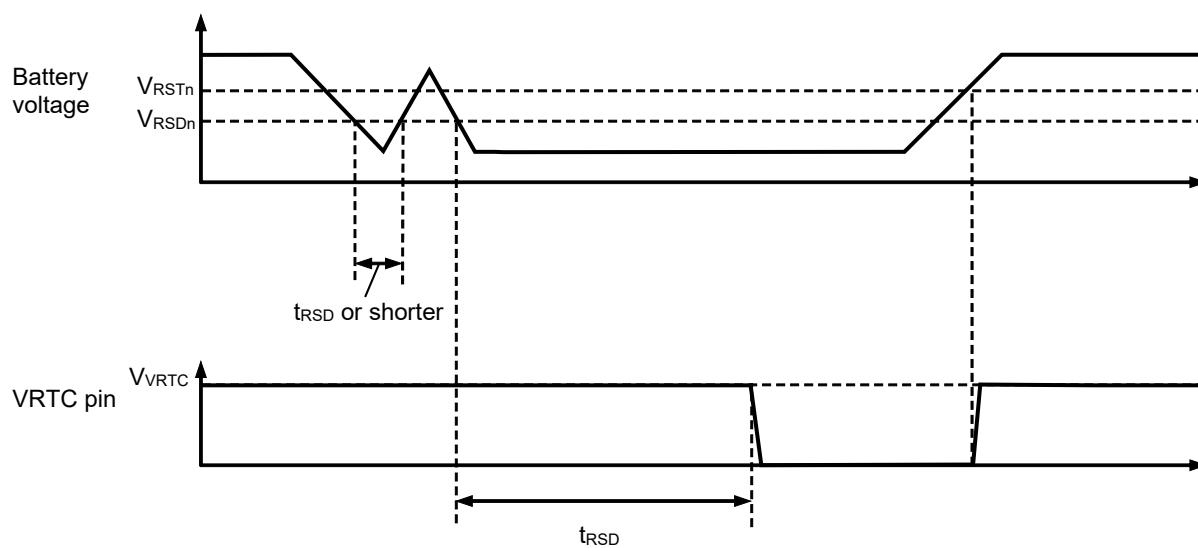 Battery
voltage
VRSTn
VRSDn
tRSD or shorter
VVRTC
VRTC pin
tRSD